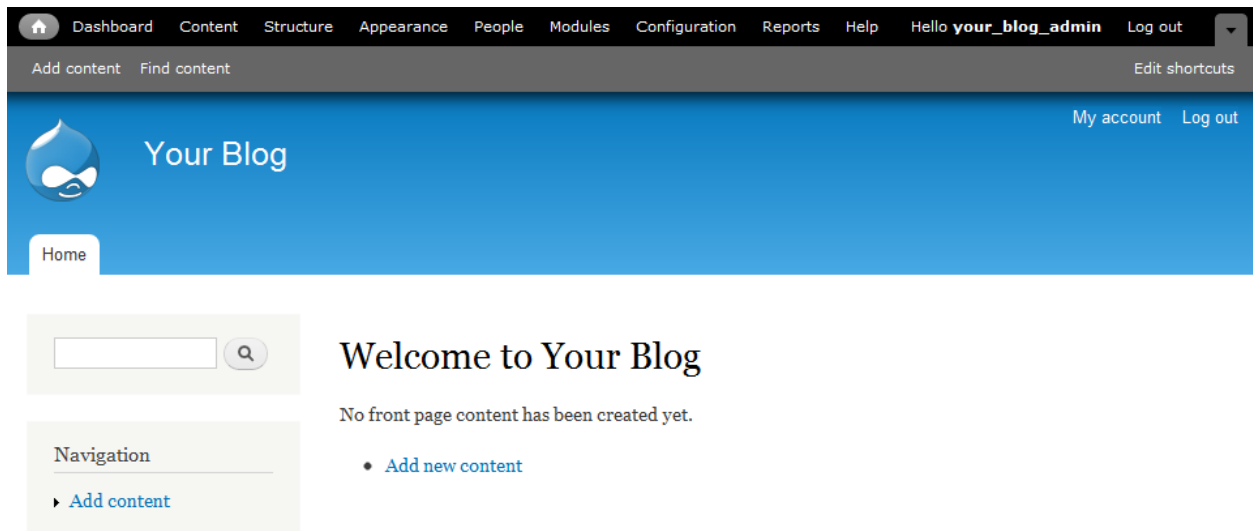 Dashboard Content Structure Appearance People Modules Configuration Reports Help Hello your_blog_admin Log out
Add content Find content Edit shortcuts
My account Log out
Your Blog
Home
Welcome to Your Blog
No front page content has been created yet.
Navigation
Add new content
Add content